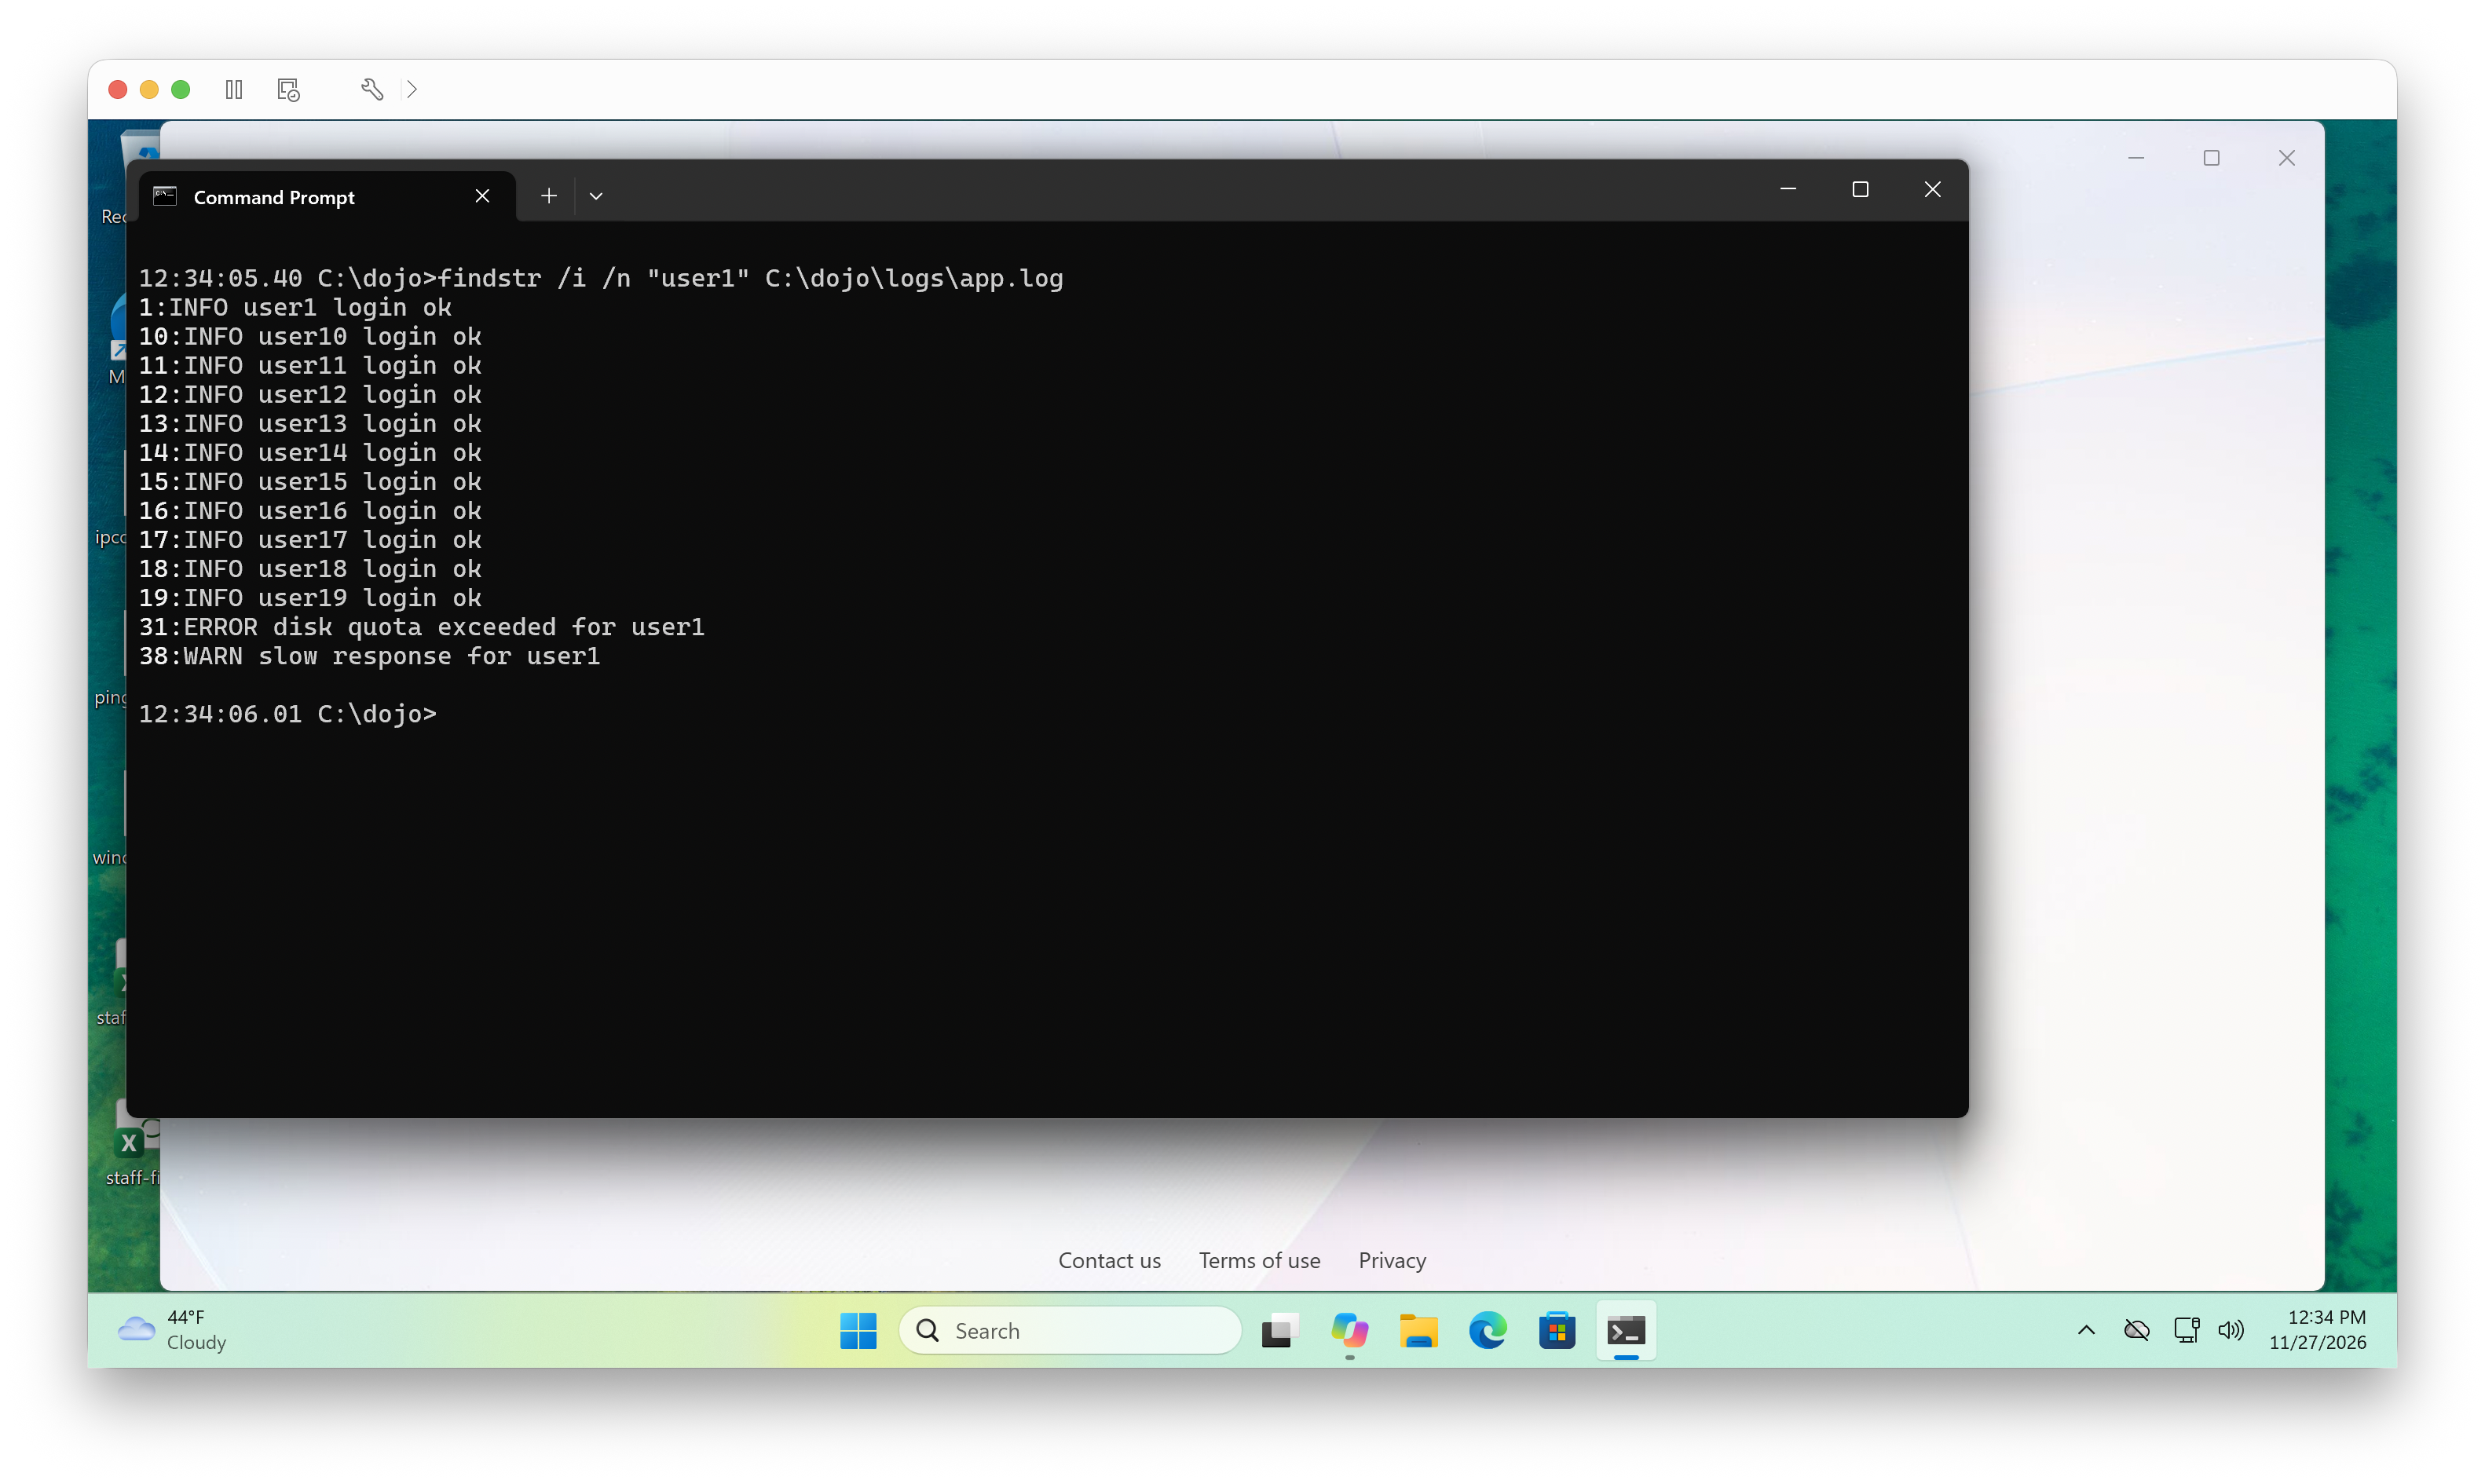 Command Prompt
12:34:05.40 C:\dojo>findstr /i /n "user1" C:\dojo\logs\app.log
1:INFO user1 login ok
10:INFO user10 login ok
11:INFO user11 login ok
12:INFO user12 login ok
13:INFO user13 login ok
14:INFO user14 login ok
15:INFO user15 login ok
16:INFO user16 login ok
17:INFO user17 login ok
18:INFO user18 login ok
19:INFO user19 login ok
31:ERROR disk quota exceeded for user1
38:WARN slow response for user1
12:34:06.01 C:\dojo>
staff-fi
Contact us Terms of use Privacy
44°F
Cloudy
Search
12:34 PM
11/27/2026